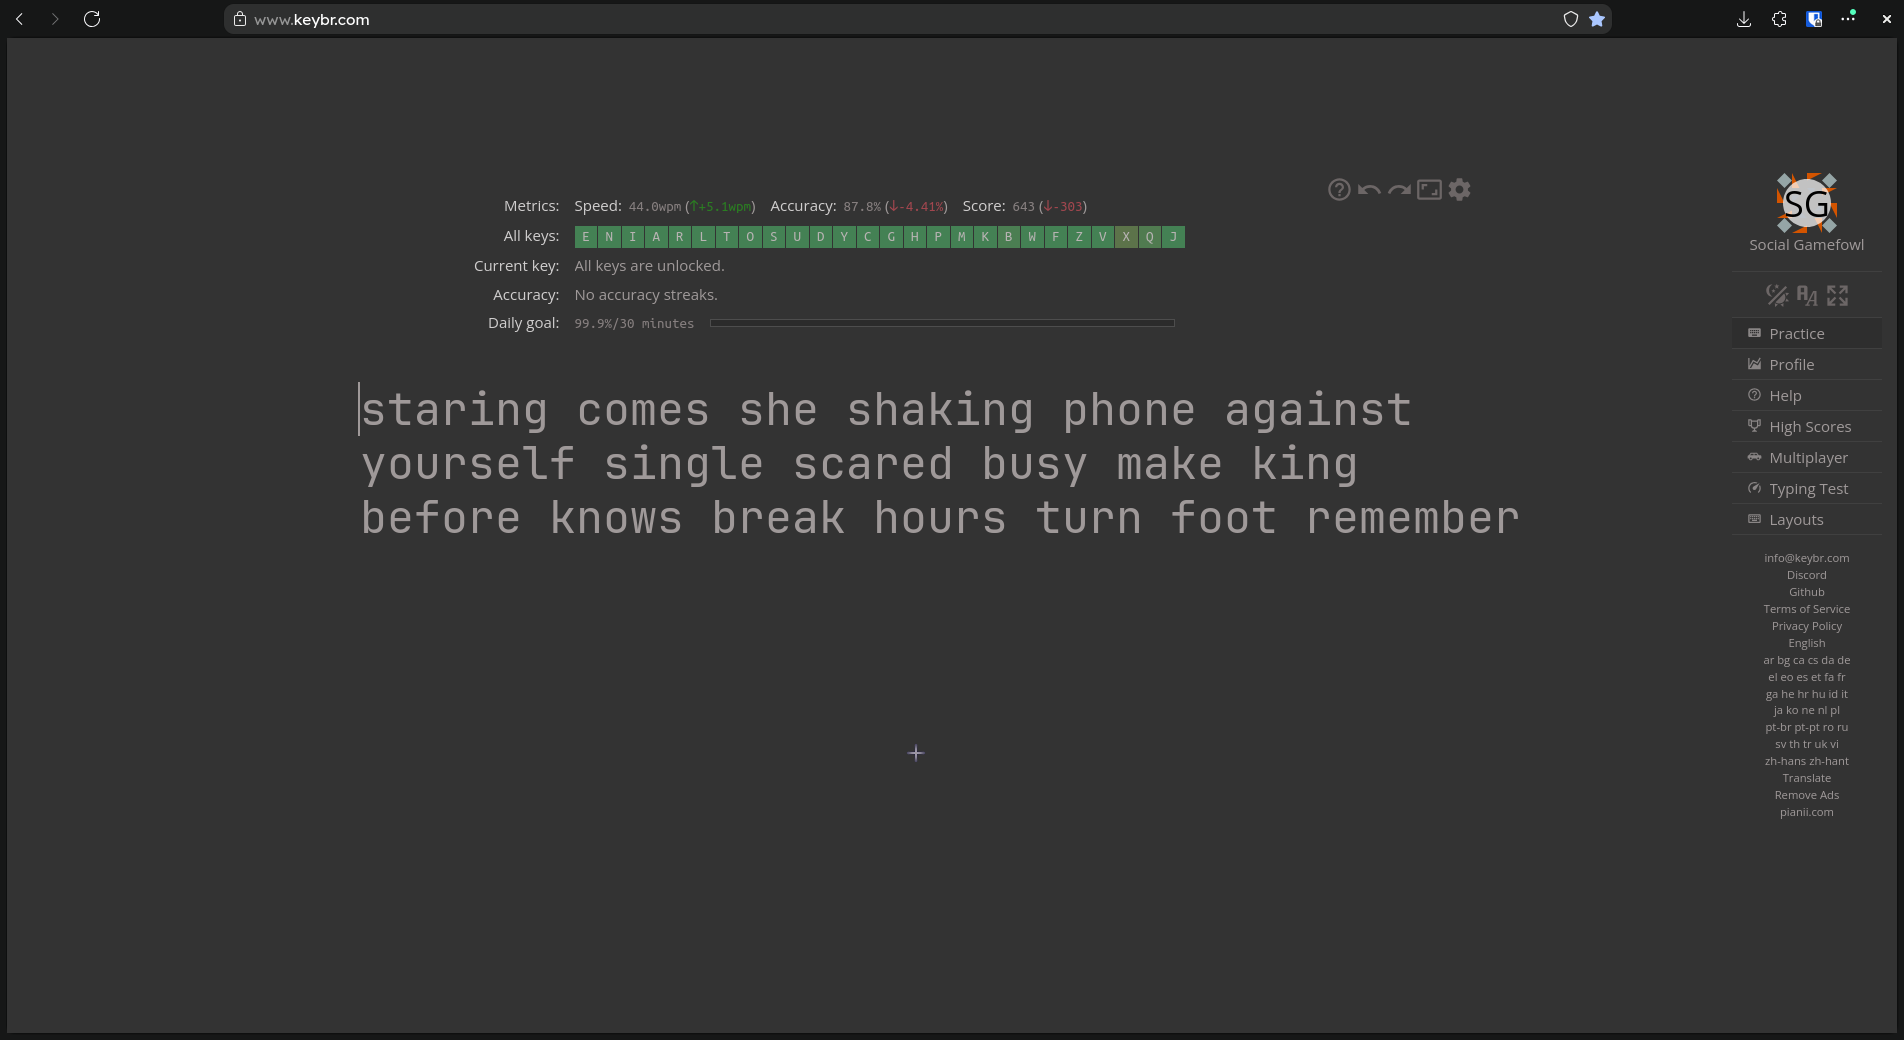 www.keybr.com
Metrics: Speed: 44.0wpm (↑+5.1wpm) Accuracy: 87.8% (↓-4.41%) Score: 643 (↓-303)
All keys: E N I A R L T O S U D Y C G H P M K B W F Z V X Q J
Current key: All keys are unlocked.
Accuracy: No accuracy streaks.
Daily goal: 99.9%/30 minutes
staring comes she shaking phone against
yourself single scared busy make king
before knows break hours turn foot remember
SG
Social Gamefowl
Practice
Profile
Help
High Scores
Multiplayer
Typing Test
Layouts
info@keybr.com
Discord
Github
Terms of Service
Privacy Policy
English
ar bg ca cs da de
el eo es et fa fr
ga he hr hu id it
ja ko ne nl pl
pt-br pt-pt ro ru
sv th tr uk vi
zh-hans zh-hant
Translate
Remove Ads
pianii.com